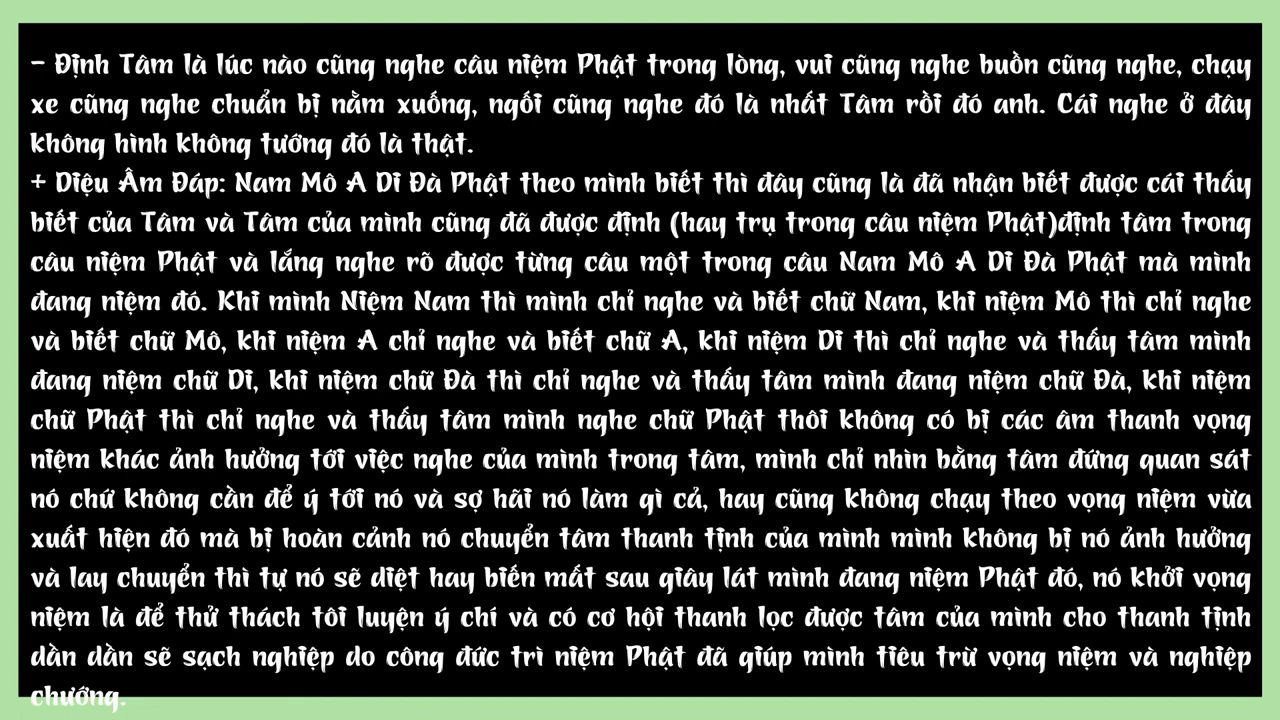 – Định Tâm là lúc nào cũng nghe câu niệm Phật trong lòng, vui cũng nghe buồn cũng nghe, chạy
xe cũng nghe chuẩn bị nằm xuống, ngối cũng nghe đó là nhất Tâm rồi đó anh. Cái nghe ở đây
không hình không tướng đó là thật.
+ Diệu Âm Đáp: Nam Mô A Di Đà Phật theo mình biết thì đây cũng là đã nhận biết được cái thấy
biết của Tâm và Tâm của mình cũng đã được định (hay trụ trong câu niệm Phật)định tâm trong
câu niệm Phật và lắng nghe rõ được từng câu một trong câu Nam Mô A Di Đà Phật mà mình
đang niệm đó. Khi mình Niệm Nam thì mình chỉ nghe và biết chữ Nam, khi niệm Mô thì chỉ nghe
và biết chữ Mô, khi niệm A chỉ nghe và biết chữ A, khi niệm Di thì chỉ nghe và thấy tâm mình
đang niệm chữ Di, khi niệm chữ Đà thì chỉ nghe và thấy tâm mình đang niệm chữ Đà, khi niệm
chữ Phật thì chỉ nghe và thấy tâm mình nghe chữ Phật thôi không có bị các âm thanh vọng
niệm khác ảnh hưởng tới việc nghe của mình trong tâm, mình chỉ nhìn bằng tâm đứng quan sát
nó chứ không cần để ý tới nó và sợ hãi nó làm gì cả, hay cũng không chạy theo vọng niệm vừa
xuất hiện đó mà bị hoàn cảnh nó chuyển tâm thanh tịnh của mình mình không bị nó ảnh hưởng
và lay chuyển thì tự nó sẽ diệt hay biến mất sau giây lát mình đang niệm Phật đó, nó khởi vọng
niệm là để thử thách tôi luyện ý chí và có cơ hội thanh lọc được tâm của mình cho thanh tịnh
dần dần sẽ sạch nghiệp do công đức trì niệm Phật đã giúp mình tiêu trừ vọng niệm và nghiệp
chướng.